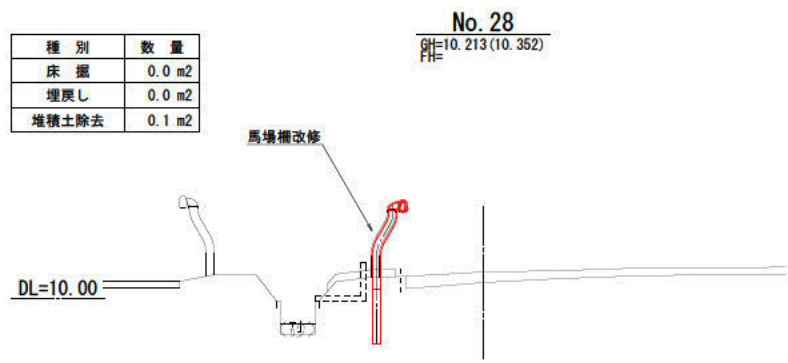 No. 28
GH=10.213(10.352)
FH=
種 別 数 量
床 掘 0.0 m2
埋戻し 0.0 m2
堆積土除去 0.1 m2
馬場柵改修
DL=10.00